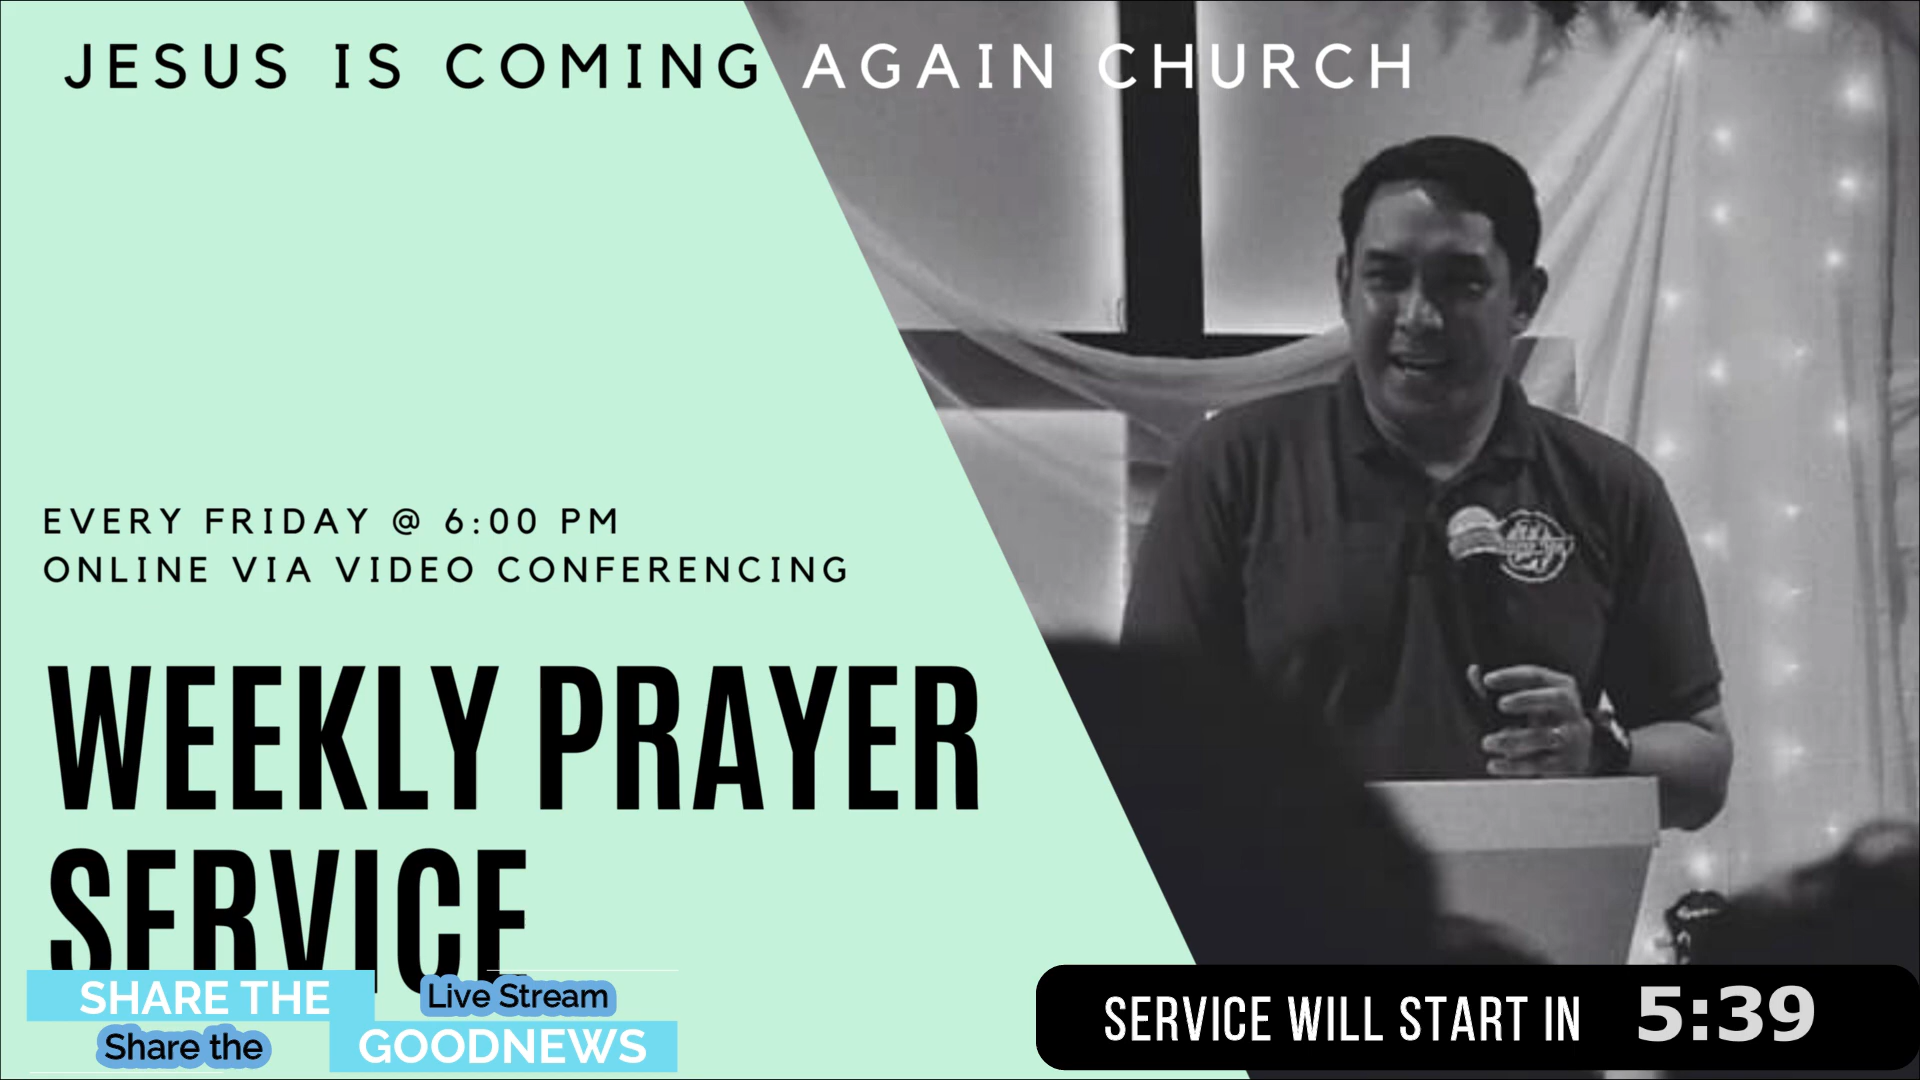 JESUS IS COMING AGAIN CHURCH
EVERY FRIDAY @ 6:00 PM
ONLINE VIA VIDEO CONFERENCING
WEEKLY PRAYER
SERVICE
SHARE THE
Live Stream
Share the
GOODNEWS
SERVICE WILL START IN 5:39